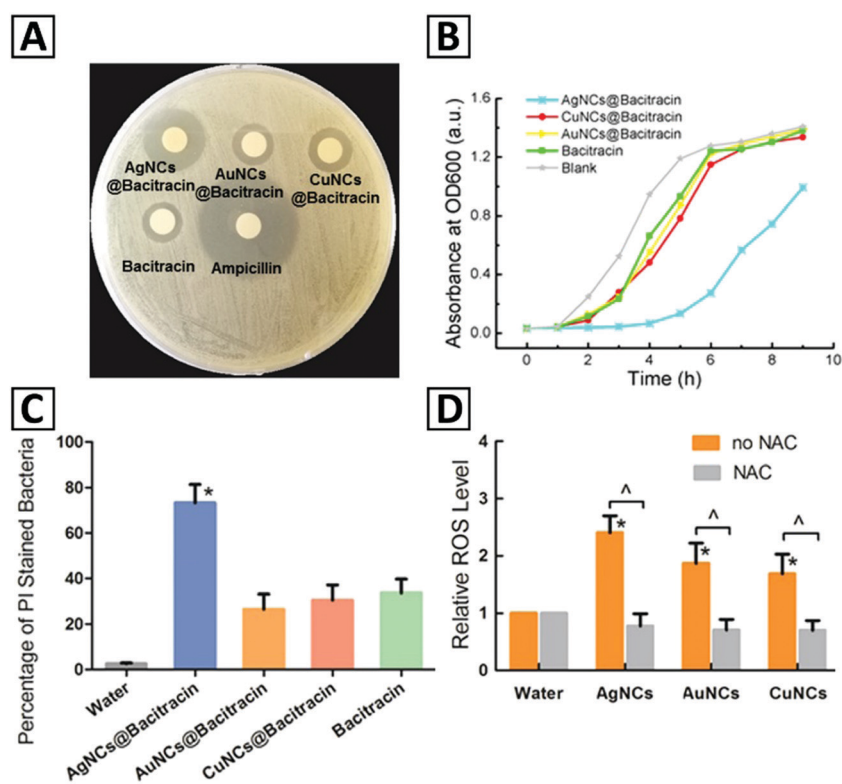 A
AgNCs
@Bacitracin
AuNCs
@Bacitracin
CuNCs
@Bacitracin
Bacitracin
Ampicillin
B
Absorbance at OD600 (a.u.)
1.6
1.2
0.8
0.4
0.0
AgNCs@Bacitracin
CuNCs@Bacitracin
AuNCs@Bacitracin
Bacitracin
Blank
0 2 4 6 8 10
Time (h)
C
Percentage of PI Stained Bacteria
100
80
60
40
20
0
*
Water
AgNCs@Bacitracin
AuNCs@Bacitracin
CuNCs@Bacitracin
Bacitracin
D
Relative ROS Level
4
3
2
1
0
no NAC
NAC
^ ^ ^
* * *
Water AgNCs AuNCs CuNCs